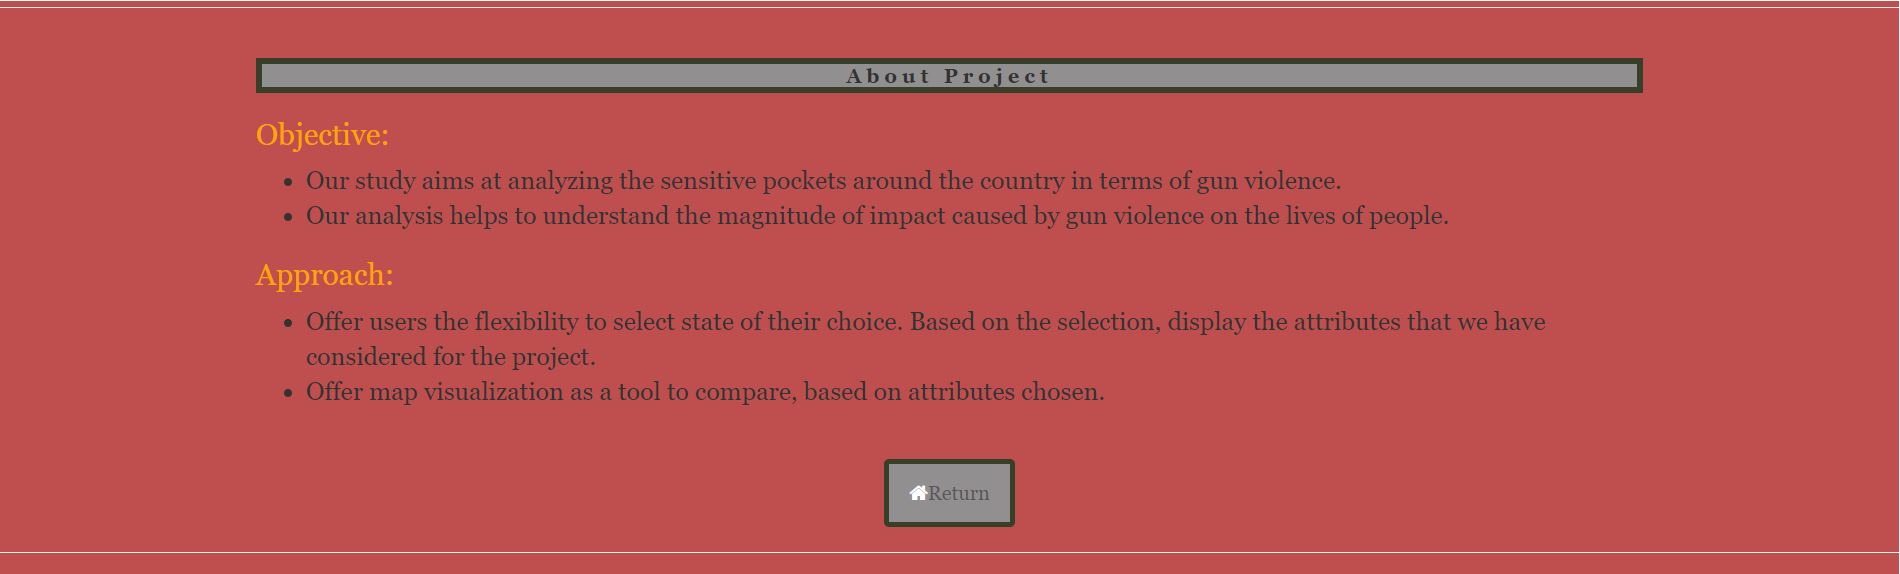 About Project
Objective:
• Our study aims at analyzing the sensitive pockets around the country in terms of gun violence.
• Our analysis helps to understand the magnitude of impact caused by gun violence on the lives of people.
Approach:
• Offer users the flexibility to select state of their choice. Based on the selection, display the attributes that we have
considered for the project.
• Offer map visualization as a tool to compare, based on attributes chosen.
Return